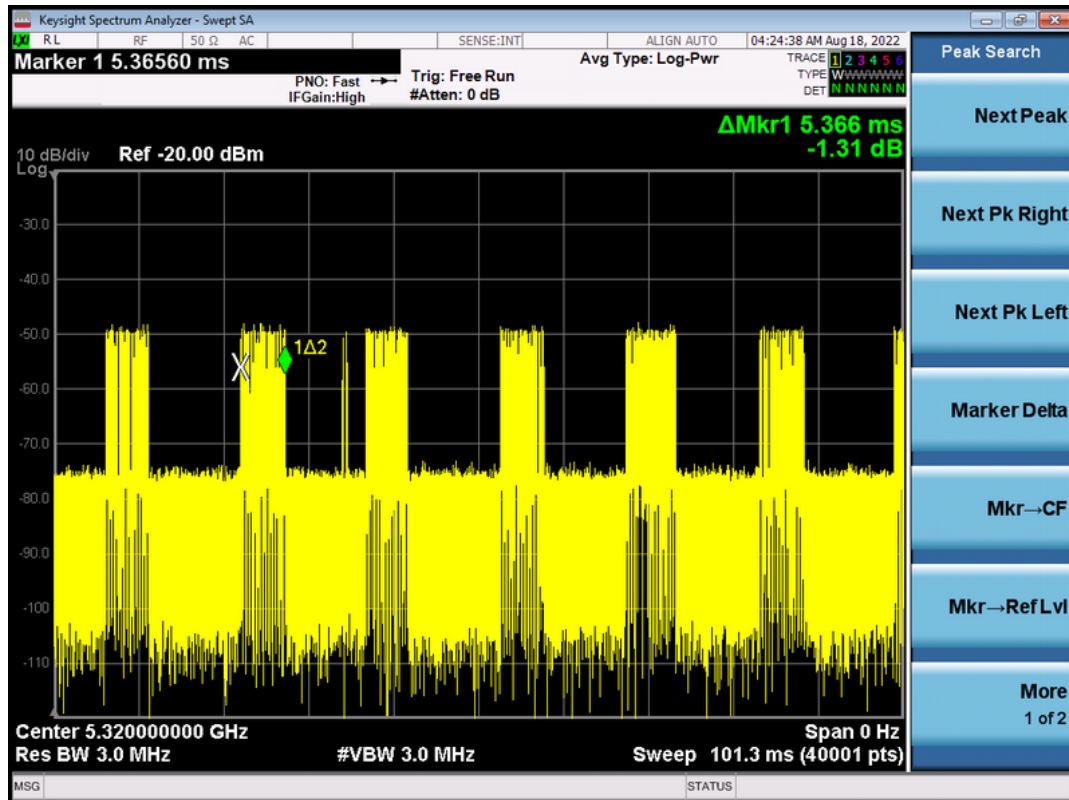 Keysight Spectrum Analyzer - Swept SA
LXI RL RF 50 Ω AC SENSE:INT ALIGN AUTO 04:24:38 AM Aug 18, 2022
Marker 1 5.36560 ms
PNO: Fast
IFGain:High
Trig: Free Run
#Atten: 0 dB
Avg Type: Log-Pwr
TRACE 1 2 3 4 5 6
TYPE WWWWWW
DET N N N N N N
ΔMkr1 5.366 ms
-1.31 dB
10 dB/div Ref -20.00 dBm
Log
-30.0
-40.0
-50.0
1Δ2
-60.0
-70.0
-80.0
-90.0
-100
-110
Center 5.320000000 GHz Span 0 Hz
Res BW 3.0 MHz #VBW 3.0 MHz Sweep 101.3 ms (40001 pts)
MSG STATUS
Peak Search
Next Peak
Next Pk Right
Next Pk Left
Marker Delta
Mkr→CF
Mkr→Ref Lvl
More
1 of 2